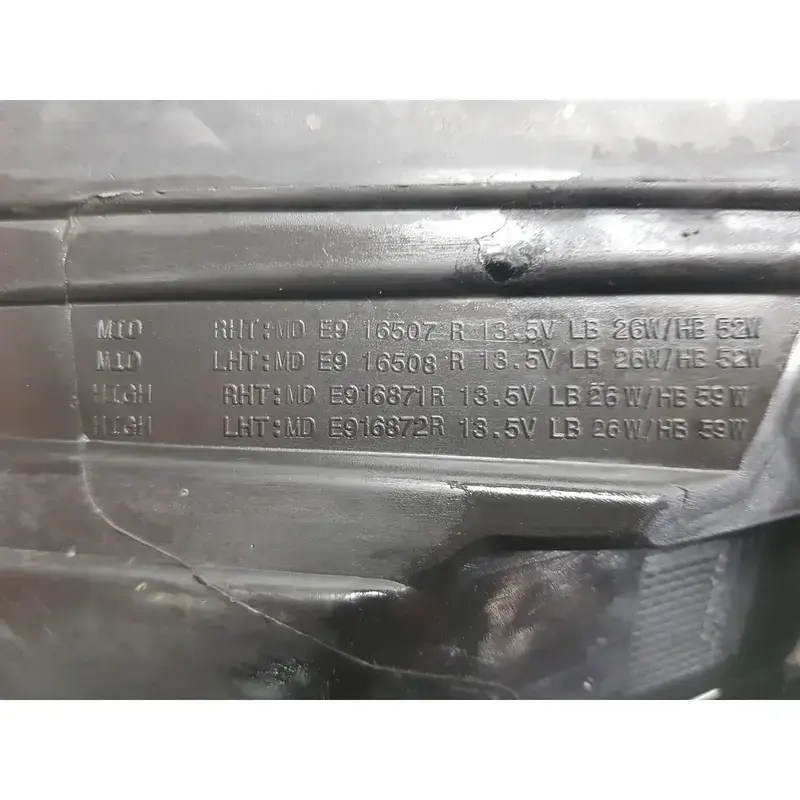 MID RHT:MD E9 16507 R 13.5V LB 26W/HB 52W
MID LHT:MD E9 16508 R 13.5V LB 26W/HB 52W
HIGH RHT:MD E916871R 13.5V LB 26W/HB 59W
HIGH LHT:MD E916872R 13.5V LB 26W/HB 59W